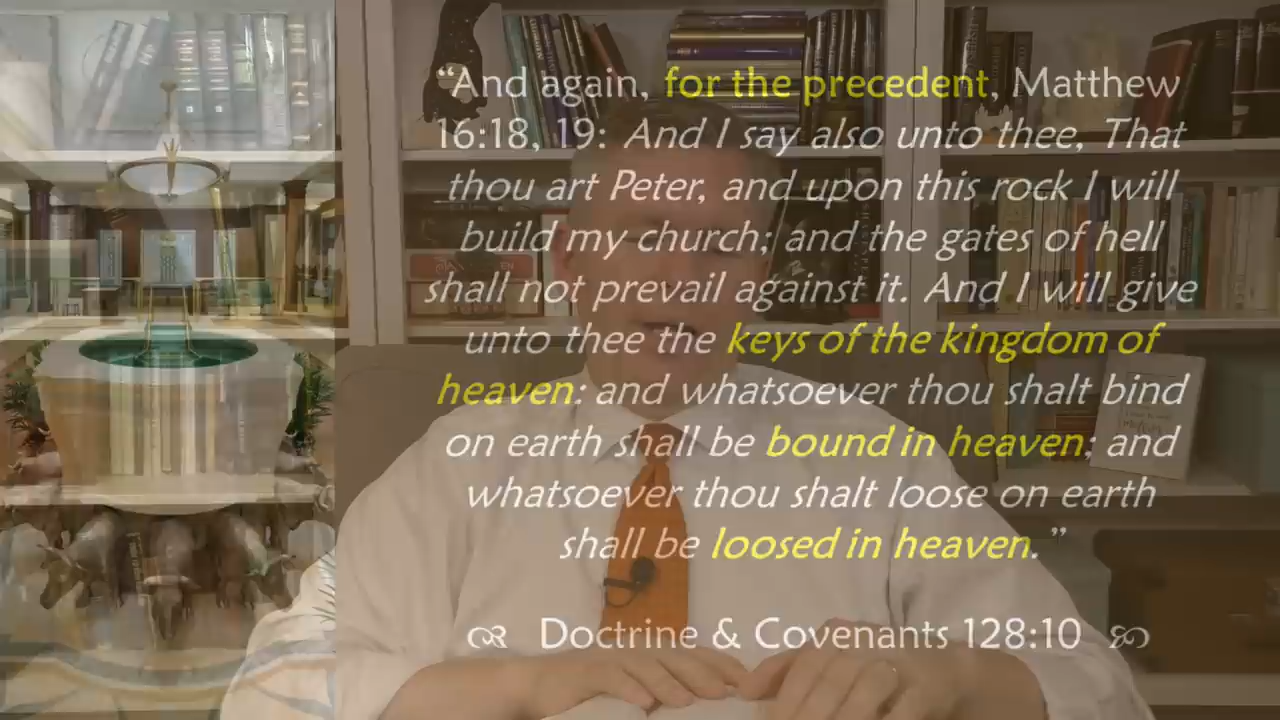 “And again, for the precedent, Matthew
16:18, 19: And I say also unto thee, That
thou art Peter, and upon this rock I will
build my church; and the gates of hell
shall not prevail against it. And I will give
unto thee the keys of the kingdom of
heaven: and whatsoever thou shalt bind
on earth shall be bound in heaven; and
whatsoever thou shalt loose on earth
shall be loosed in heaven.”
Doctrine & Covenants 128:10